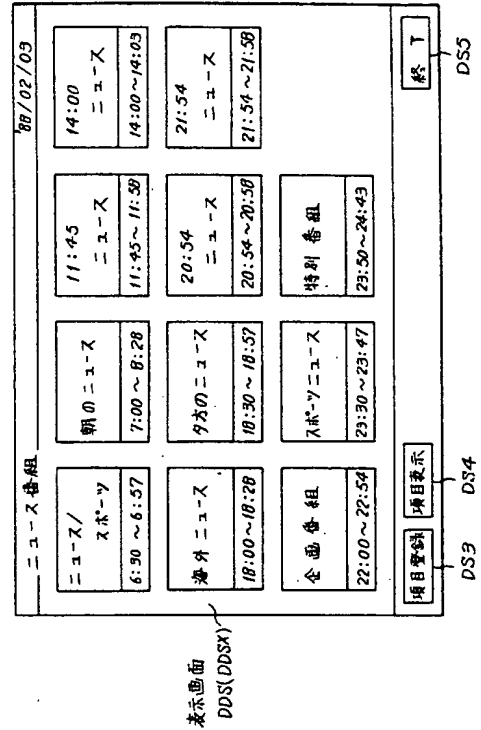 ニュース番組
'88/02/03
ニュース/
スポーツ
6:30～6:57
朝のニュース
7:00～8:28
11:45
ニュース
11:45～11:58
14:00
ニュース
14:00～14:03
海外ニュース
18:00～18:28
夕方のニュース
18:30～18:57
20:54
ニュース
20:54～20:58
21:54
ニュース
21:54～21:58
企画番組
22:00～22:54
スポーツニュース
23:30～23:47
特別番組
23:50～24:43
項目登録
項目表示
終了
DS3
DS4
DS5
表示画面
DDS(DDSX)